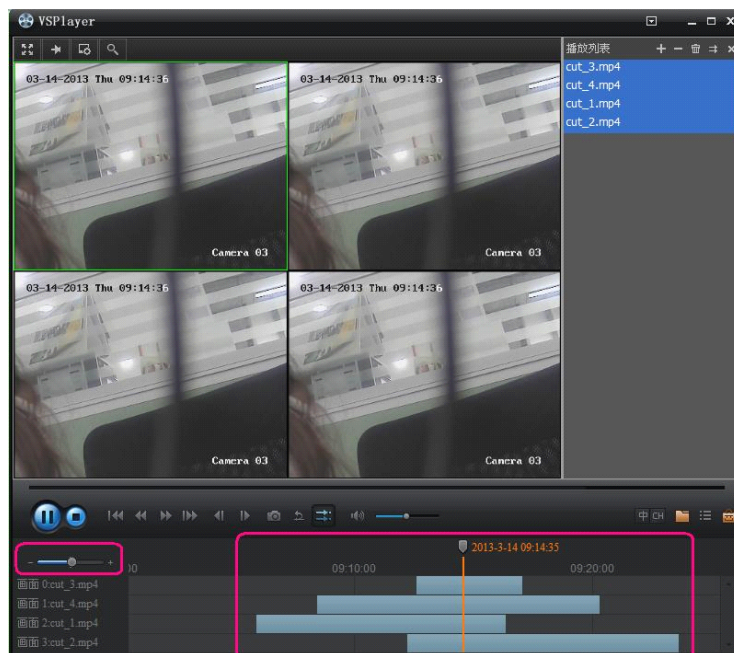 VSPlayer
播放列表
cut_3.mp4
cut_4.mp4
cut_1.mp4
cut_2.mp4
03-14-2013 Thu 09:14:36
Camera 03
03-14-2013 Thu 09:14:36
Camera 03
03-14-2013 Thu 09:14:36
Camera 03
03-14-2013 Thu 09:14:36
Camera 03
中 CH
2013-3-14 09:14:35
00 09:10:00 09:20:00
画面 0:cut_3.mp4
画面 1:cut_4.mp4
画面 2:cut_1.mp4
画面 3:cut_2.mp4